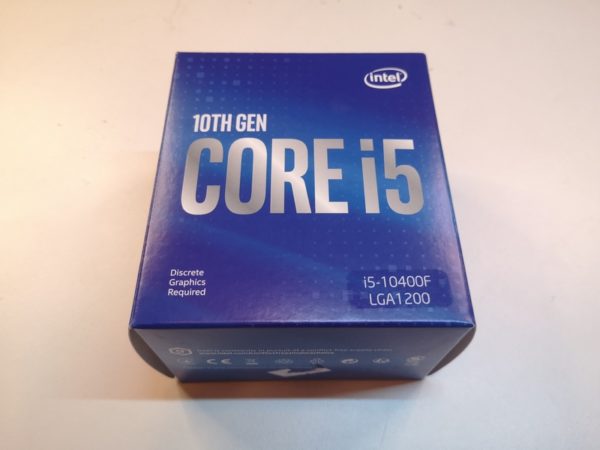 intel
10TH GEN
CORE i5
Discrete
Graphics
Required
i5-10400F
LGA1200